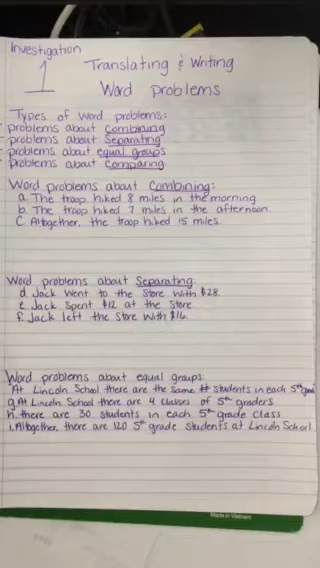 Investigation
1 Translating & Writing
Word problems
Types of word problems:
problems about combining
problems about separating
problems about equal groups
problems about comparing
Word problems about combining:
a. The troop hiked 8 miles in the morning
b. The troop hiked 7 miles in the afternoon.
C. Altogether, the troop hiked 15 miles.
Word problems about Separating:
d. Jack went to the store with $28.
e. Jack Spent $12 at the store
f. Jack left the store with $16.
Word problems about equal groups:
At Lincoln School there are the same # students in each 5th
g. At Lincoln School there are 4 classes of 5th graders
h. there are 30 students in each 5th grade class
i. Altogether, there are 120 5th grade students at Lincoln School
Made in Vietnam